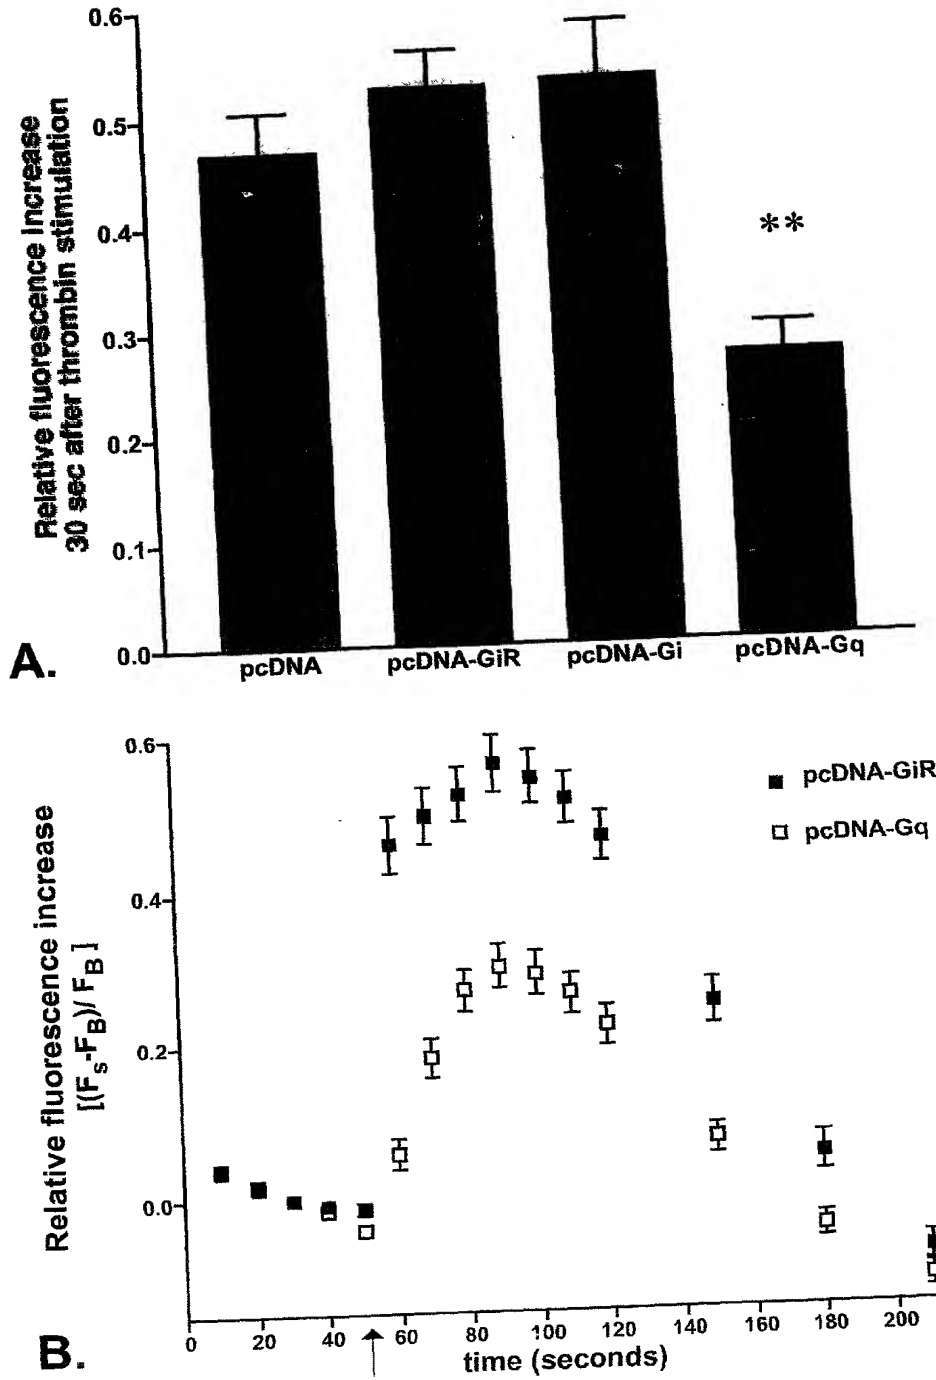 0.6
0.5
0.4
0.3
0.2
0.1
0.0
Relative fluorescence increase
30 sec after thrombin stimulation
**
pcDNA pcDNA-GiR pcDNA-Gi pcDNA-Gq
A.
0.6
0.4
0.2
0.0
Relative fluorescence increase
[(Fs-FB)/ FB]
pcDNA-GiR
pcDNA-Gq
0 20 40 60 80 100 120 140 160 180 200
time (seconds)
B.